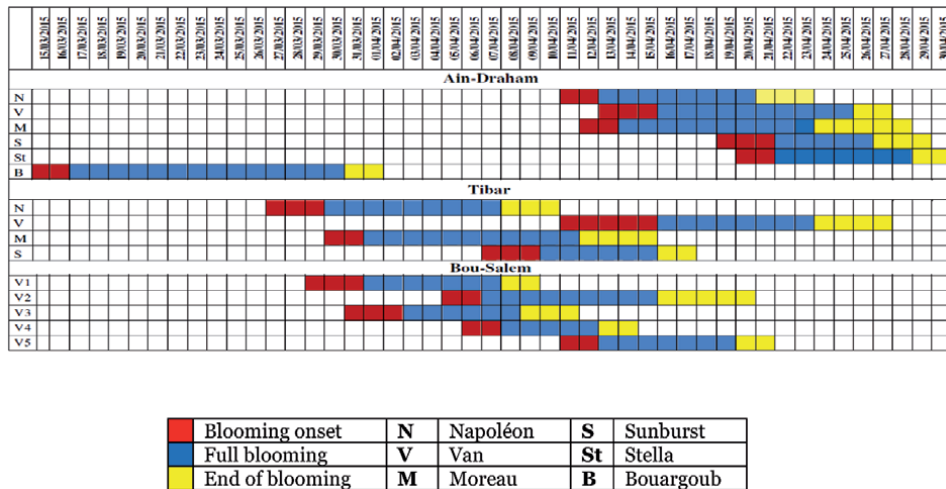 15/03/2015 16/03/2015 17/03/2015 18/03/2015 19/03/2015 20/03/2015 21/03/2015 22/03/2015 23/03/2015 24/03/2015 25/03/2015 26/03/2015 27/03/2015 28/03/2015 29/03/2015 30/03/2015 31/03/2015 01/04/2015 02/04/2015 03/04/2015 04/04/2015 05/04/2015 06/04/2015 07/04/2015 08/04/2015 09/04/2015 10/04/2015 11/04/2015 12/04/2015 13/04/2015 14/04/2015 15/04/2015 16/04/2015 17/04/2015 18/04/2015 19/04/2015 20/04/2015 21/04/2015 22/04/2015 23/04/2015 24/04/2015 25/04/2015 26/04/2015 27/04/2015 28/04/2015 29/04/2015
Ain-Draham
N
V
M
S
St
B
Tibar
N
V
M
S
Bou-Salem
V1
V2
V3
V4
V5
Blooming onset N Napoléon S Sunburst
Full blooming V Van St Stella
End of blooming M Moreau B Bouargoub